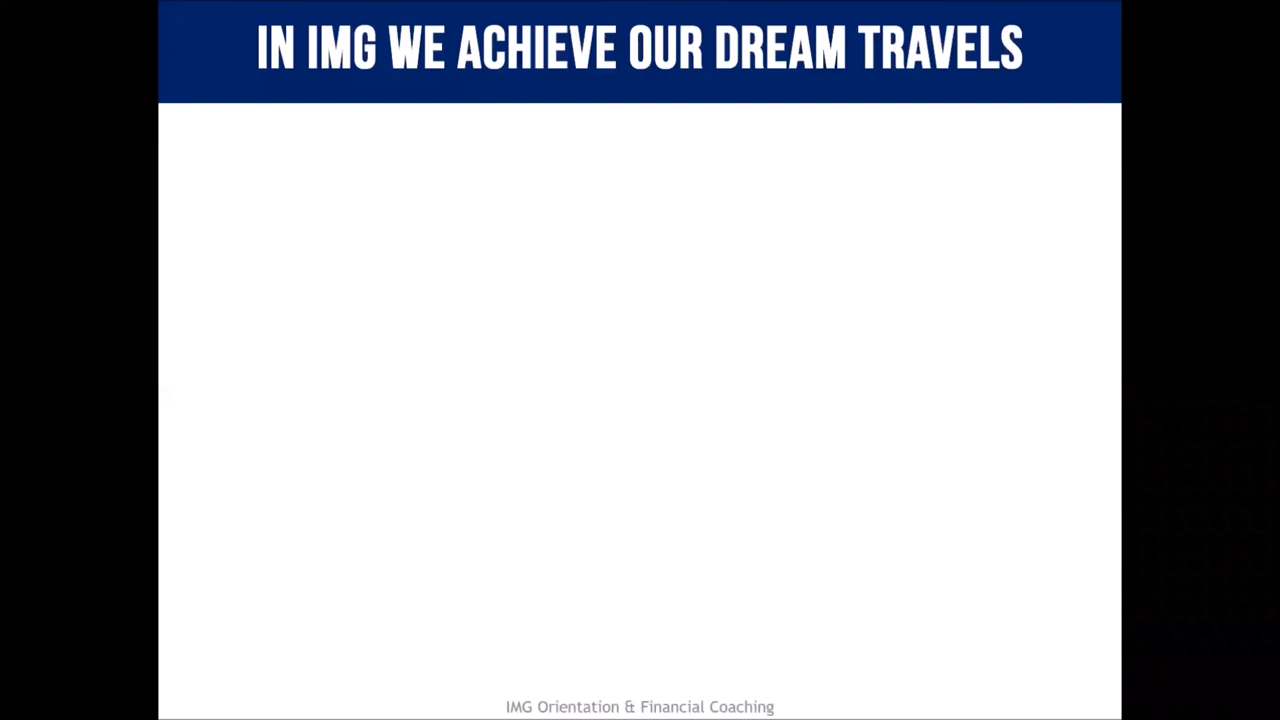 IN IMG WE ACHIEVE OUR DREAM TRAVELS
IMG Orientation & Financial Coaching